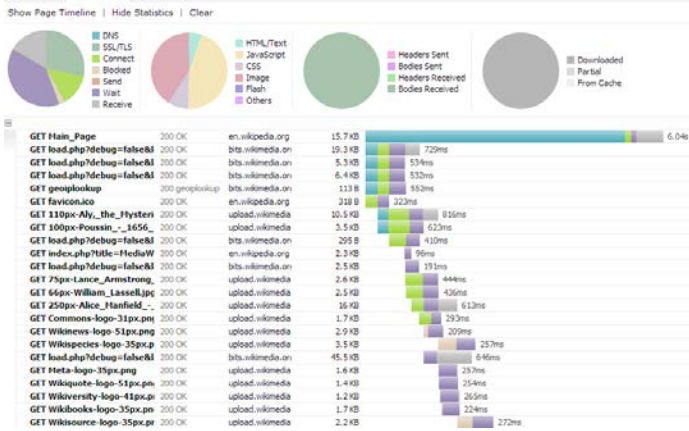 Show Page Timeline | Hide Statistics | Clear
DNS
SSL/TLS
Connect
Blocked
Send
Wait
Receive
HTML/Text
JavaScript
CSS
Image
Flash
Others
Headers Sent
Bodies Sent
Headers Received
Bodies Received
Downloaded
Partial
From Cache
GET Main_Page 200 OK en.wikipedia.org 15.7 KB 6.04s
GET load.php?debug=false&l 200 OK bits.wikimedia.on 19.3 KB 729ms
GET load.php?debug=false&l 200 OK bits.wikimedia.on 5.3 KB 534ms
GET load.php?debug=false&l 200 OK bits.wikimedia.on 6.4 KB 532ms
GET geoiplookup 200 geoiplookup bits.wikimedia.on 113 B 552ms
GET favicon.ico 200 OK en.wikipedia.org 318 B 323ms
GET 110px-Aly,_the_Mysteri 200 OK upload.wikimedia 10.5 KB 816ms
GET 100px-Poussin_-_1656_ 200 OK upload.wikimedia 3.5 KB 623ms
GET load.php?debug=false&l 200 OK bits.wikimedia.on 295 B 410ms
GET index.php?title=MediaW 200 OK en.wikipedia.org 2.3 KB 96ms
GET load.php?debug=false&l 200 OK bits.wikimedia.on 2.5 KB 191ms
GET 75px-Lance_Armstrong_ 200 OK upload.wikimedia 2.6 KB 444ms
GET 66px-William_Lassell.jpg 200 OK upload.wikimedia 2.5 KB 436ms
GET 250px-Alice_Manfield_-_ 200 OK upload.wikimedia 16 KB 613ms
GET Commons-logo-31px.png 200 OK upload.wikimedia 1.7 KB 293ms
GET Wikinews-logo-51px.png 200 OK upload.wikimedia 2.9 KB 209ms
GET Wikispecies-logo-35px.p 200 OK upload.wikimedia 3.5 KB 257ms
GET load.php?debug=false&l 200 OK bits.wikimedia.on 45.5 KB 646ms
GET Meta-logo-35px.png 200 OK upload.wikimedia 1.6 KB 257ms
GET Wikiquote-logo-51px.pn 200 OK upload.wikimedia 1.4 KB 254ms
GET Wikiversity-logo-41px.pr 200 OK upload.wikimedia 1.2 KB 265ms
GET Wikibooks-logo-35px.pn 200 OK upload.wikimedia 1.7 KB 224ms
GET Wikisource-logo-35px.pr 200 OK upload.wikimedia 2.2 KB 272ms